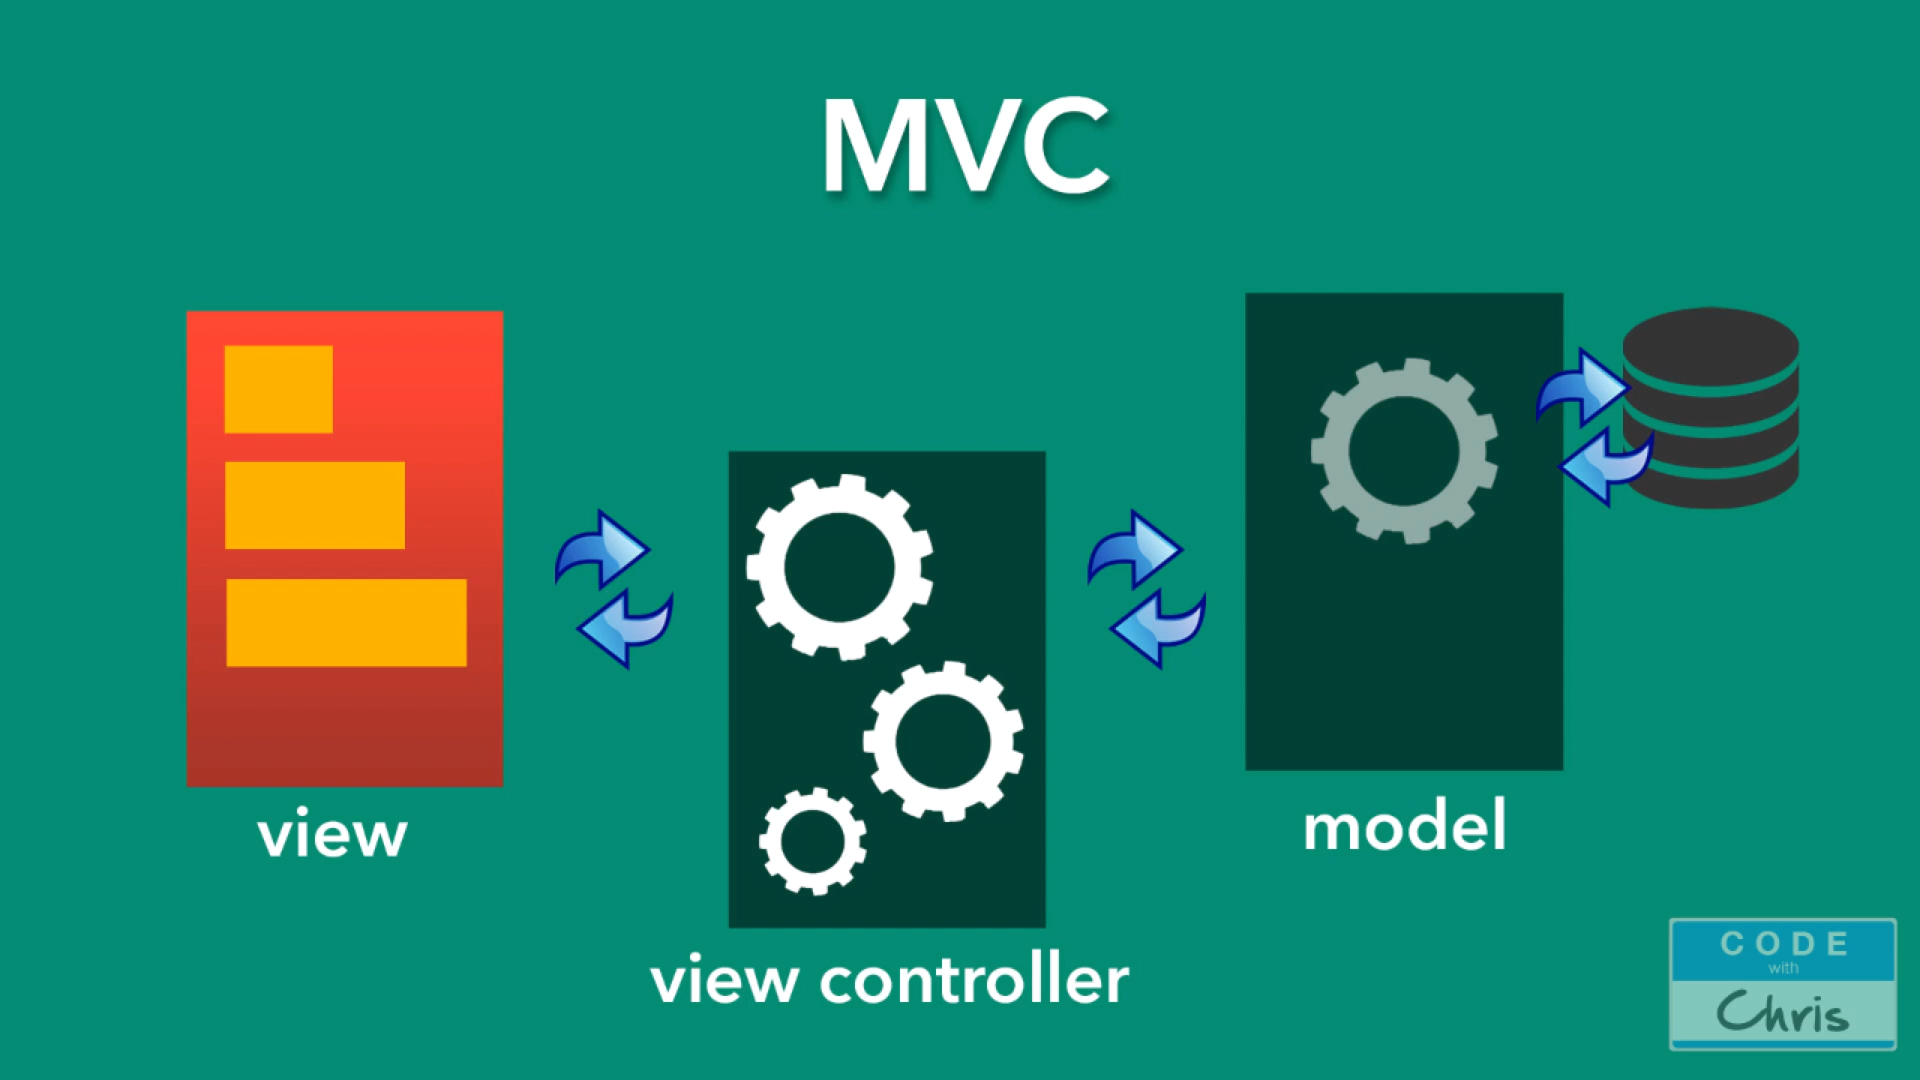 MVC
view
view controller
model
CODE
with
Chris